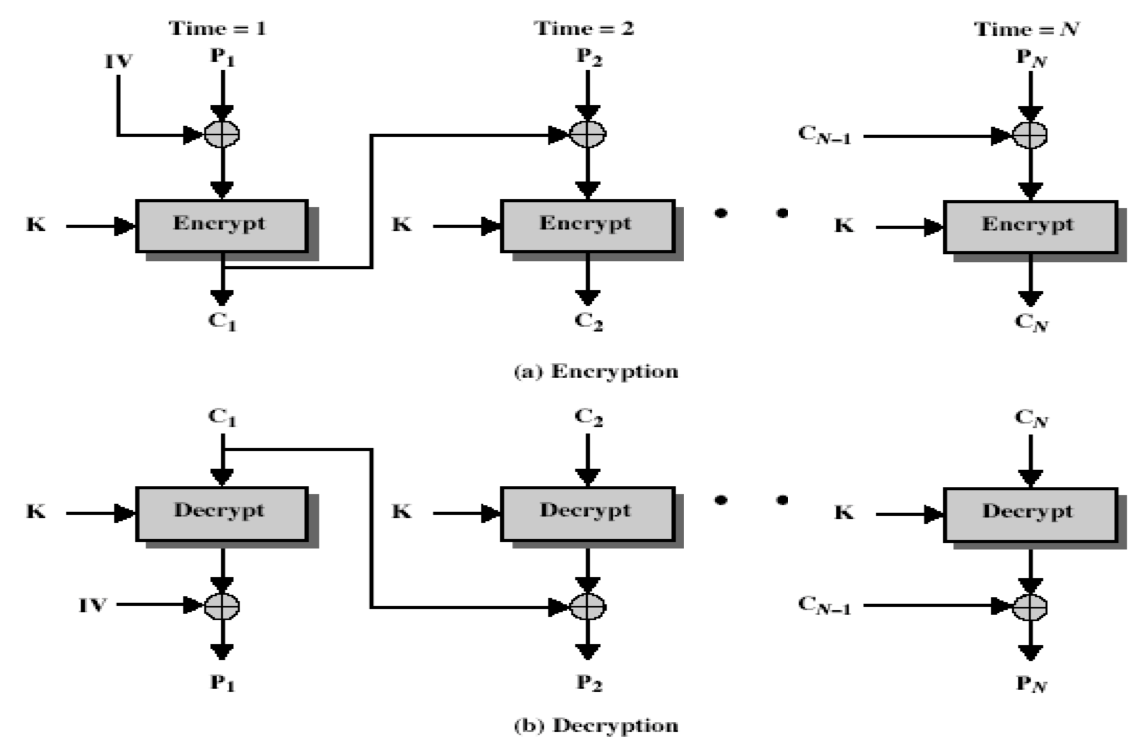 Time = 1 Time = 2 Time = N
IV P1 P2 PN
CN–1
K Encrypt K Encrypt K Encrypt
C1 C2 CN
(a) Encryption
C1 C2 CN
K Decrypt K Decrypt K Decrypt
IV CN–1
P1 P2 PN
(b) Decryption